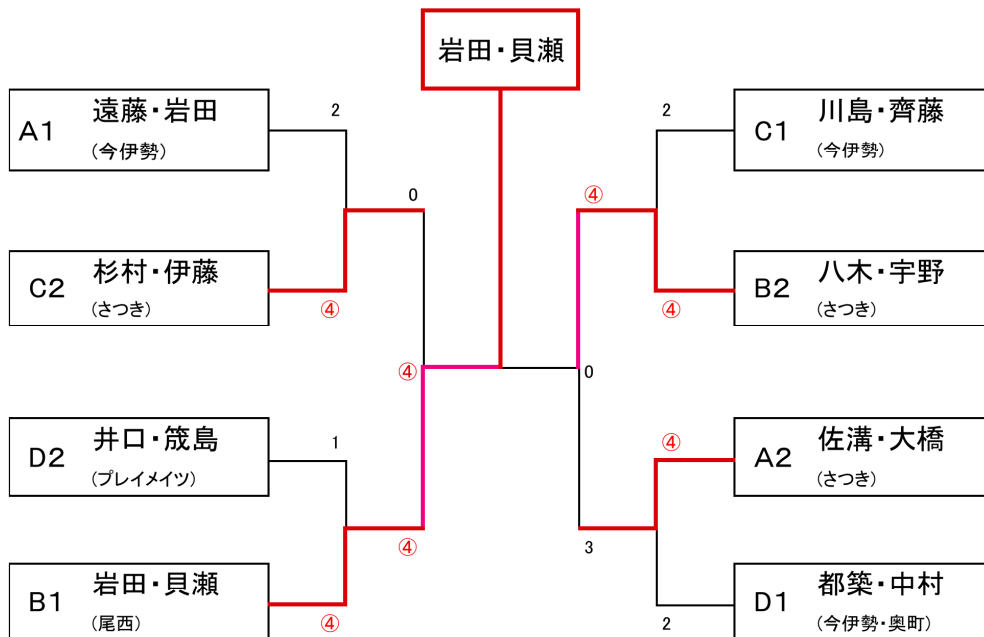 岩田・貝瀬
A1
遠藤・岩田
(今伊勢)
2
C2
杉村・伊藤
(さつき)
④
0
D2
井口・筬島
(プレイメイツ)
1
B1
岩田・貝瀬
(尾西)
④
④
④
2
C1
川島・齊藤
(今伊勢)
④
B2
八木・宇野
(さつき)
④
0
④
A2
佐溝・大橋
(さつき)
3
D1
都築・中村
(今伊勢・奥町)
2